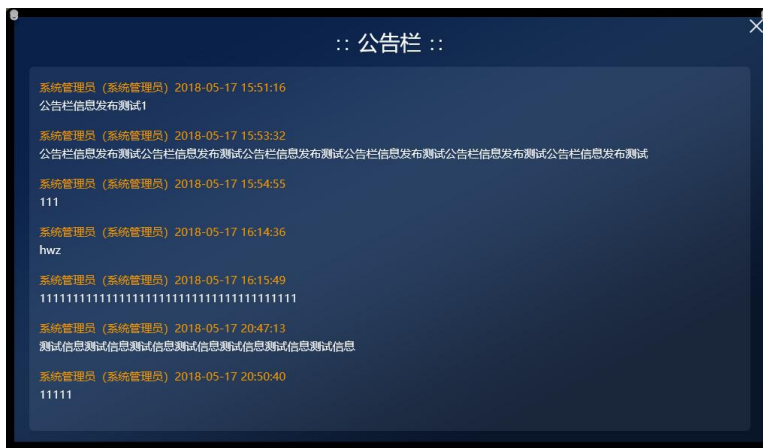 :: 公告栏 ::
系统管理员 (系统管理员) 2018-05-17 15:51:16
公告栏信息发布测试1
系统管理员 (系统管理员) 2018-05-17 15:53:32
公告栏信息发布测试公告栏信息发布测试公告栏信息发布测试公告栏信息发布测试公告栏信息发布测试公告栏信息发布测试
系统管理员 (系统管理员) 2018-05-17 15:54:55
111
系统管理员 (系统管理员) 2018-05-17 16:14:36
hwz
系统管理员 (系统管理员) 2018-05-17 16:15:49
1111111111111111111111111111111111111
系统管理员 (系统管理员) 2018-05-17 20:47:13
测试信息测试信息测试信息测试信息测试信息测试信息测试信息
系统管理员 (系统管理员) 2018-05-17 20:50:40
11111